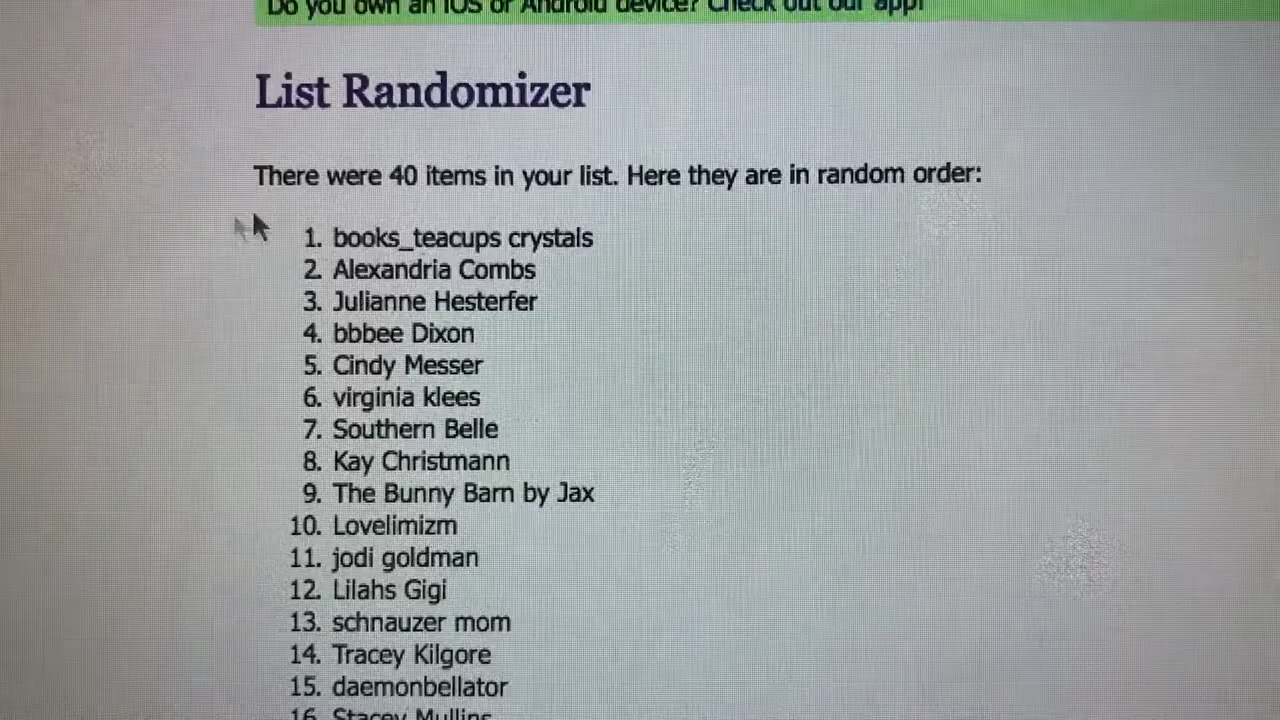 Do you own an iOS or Android device? Check out our app!
List Randomizer
There were 40 items in your list. Here they are in random order:
1. books_teacups crystals
2. Alexandria Combs
3. Julianne Hesterfer
4. bbbee Dixon
5. Cindy Messer
6. virginia klees
7. Southern Belle
8. Kay Christmann
9. The Bunny Barn by Jax
10. Lovelimizm
11. jodi goldman
12. Lilahs Gigi
13. schnauzer mom
14. Tracey Kilgore
15. daemonbellator
16. Stacey Mullins